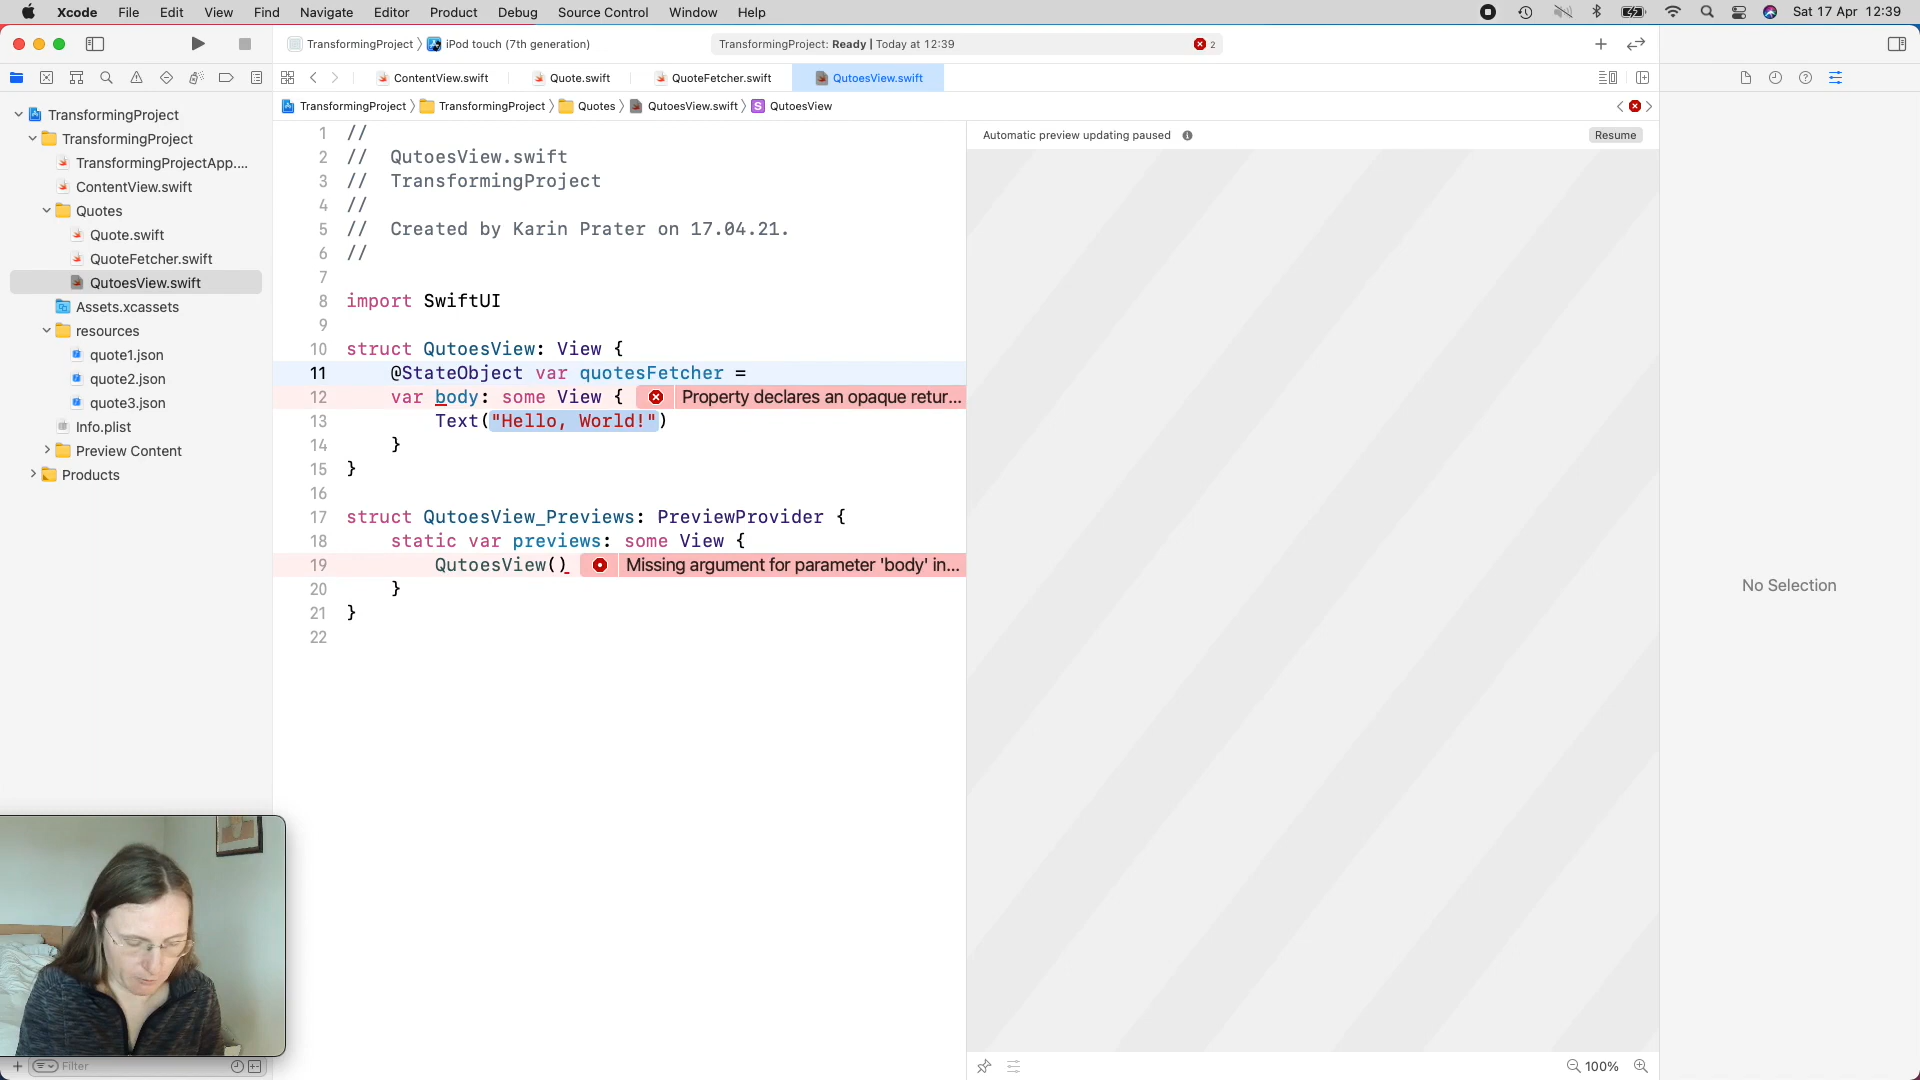 Xcode File Edit View Find Navigate Editor Product Debug Source Control Window Help Sat 17 Apr 12:39
TransformingProject iPod touch (7th generation) TransformingProject: Ready | Today at 12:39 2
ContentView.swift Quote.swift QuoteFetcher.swift QutoesView.swift
TransformingProject TransformingProject Quotes QutoesView.swift S QutoesView
TransformingProject
TransformingProject
TransformingProjectApp....
ContentView.swift
Quotes
Quote.swift
QuoteFetcher.swift
QutoesView.swift
Assets.xcassets
resources
quote1.json
quote2.json
quote3.json
Info.plist
Preview Content
Products
Filter
1 //
2 // QutoesView.swift
3 // TransformingProject
4 //
5 // Created by Karin Prater on 17.04.21.
6 //
7
8 import SwiftUI
9
10 struct QutoesView: View {
11 @StateObject var quotesFetcher =
12 var body: some View { Property declares an opaque retur...
13 Text("Hello, World!")
14 }
15 }
16
17 struct QutoesView_Previews: PreviewProvider {
18 static var previews: some View {
19 QutoesView() Missing argument for parameter 'body' in...
20 }
21 }
22
Automatic preview updating paused Resume
100%
No Selection